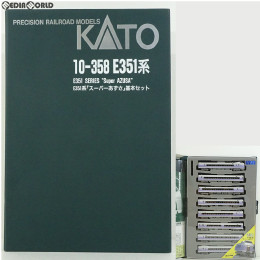 MEDIAWORLD
PRECISION RAILROAD MODELS
KATO
10-358 E351系
E351 SERIES "Super AZUSA"
E351系「スーパーあずさ」基本セット